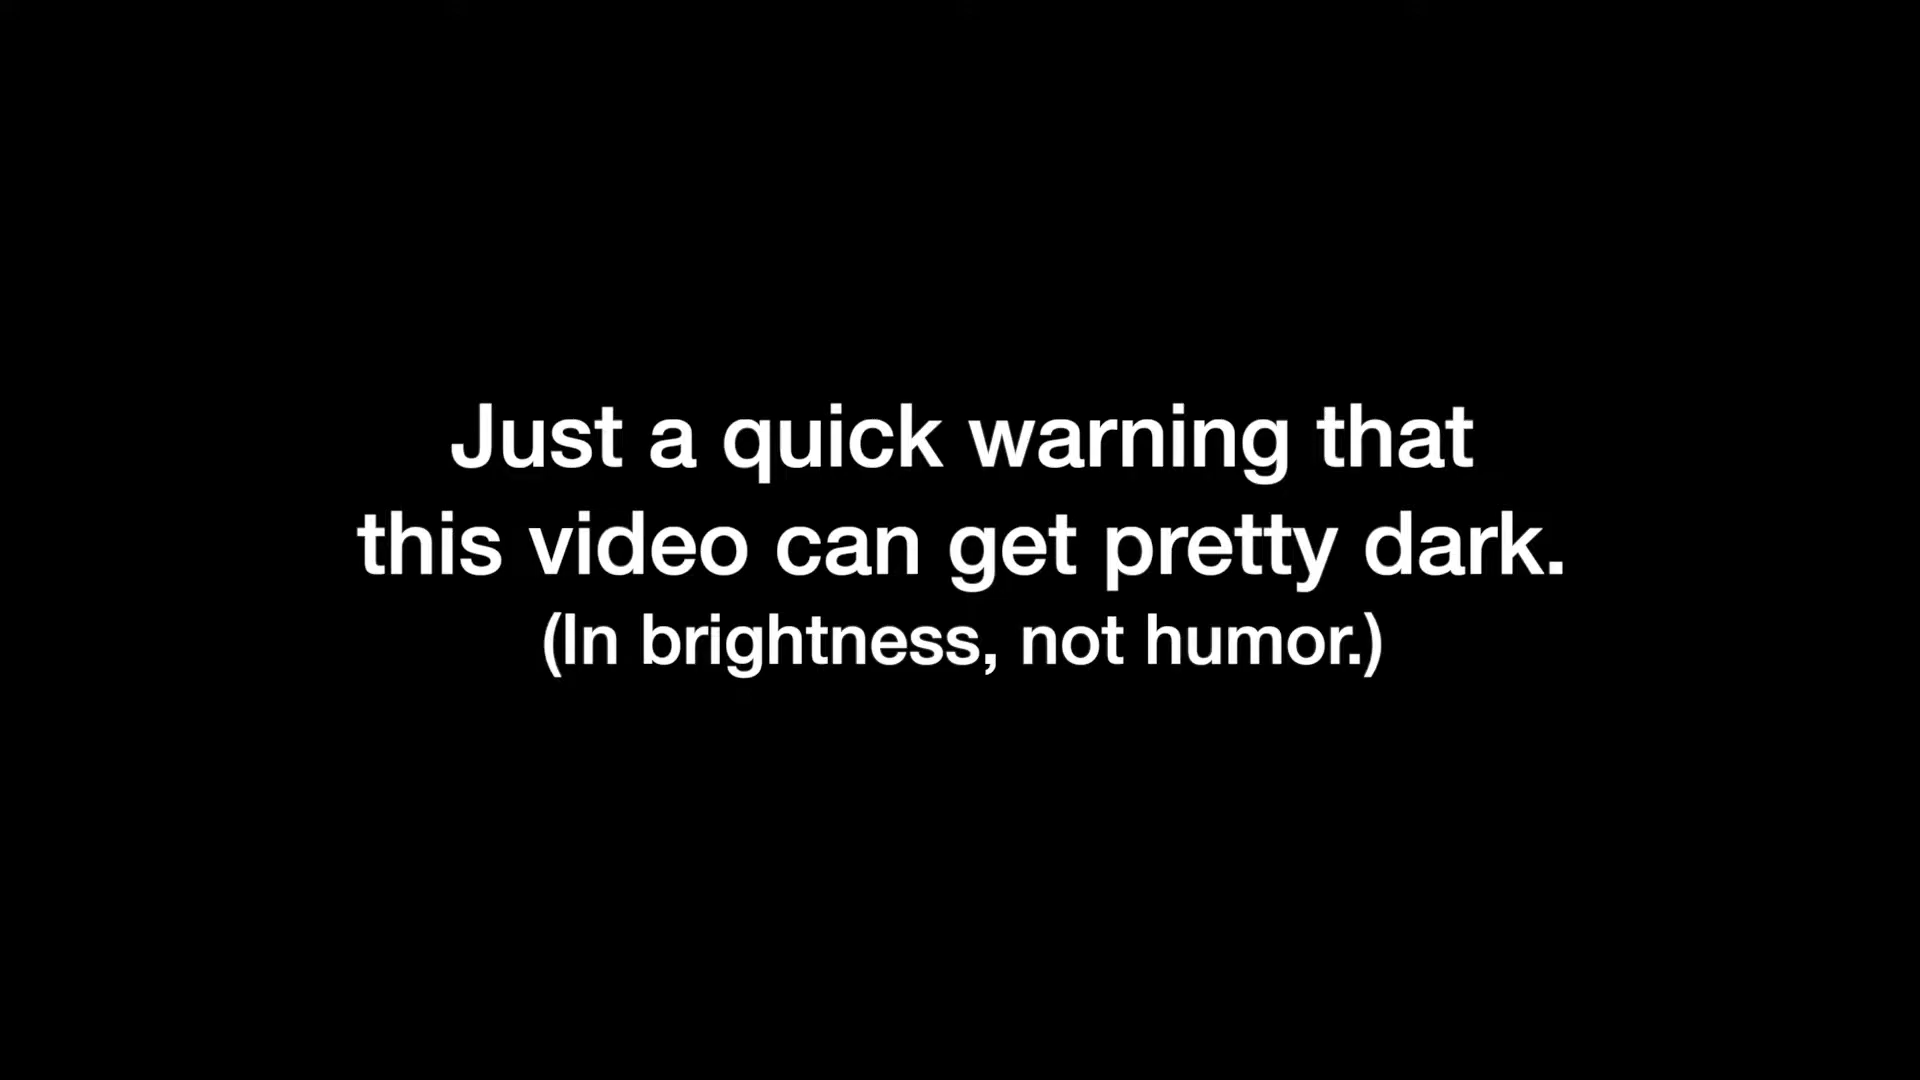 Just a quick warning that
this video can get pretty dark.
(In brightness, not humor.)